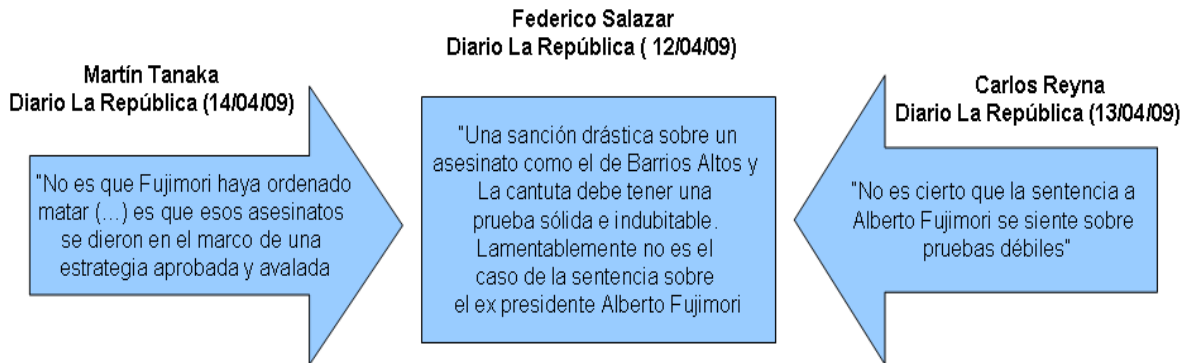 Federico Salazar
Diario La República ( 12/04/09)
Martín Tanaka
Diario La República (14/04/09)
Carlos Reyna
Diario La República (13/04/09)
"No es que Fujimori haya ordenado
matar (…) es que esos asesinatos
se dieron en el marco de una
estrategia aprobada y avalada
"Una sanción drástica sobre un
asesinato como el de Barrios Altos y
La cantuta debe tener una
prueba sólida e indubitable.
Lamentablemente no es el
caso de la sentencia sobre
el ex presidente Alberto Fujimori
"No es cierto que la sentencia a
Alberto Fujimori se siente sobre
pruebas débiles"